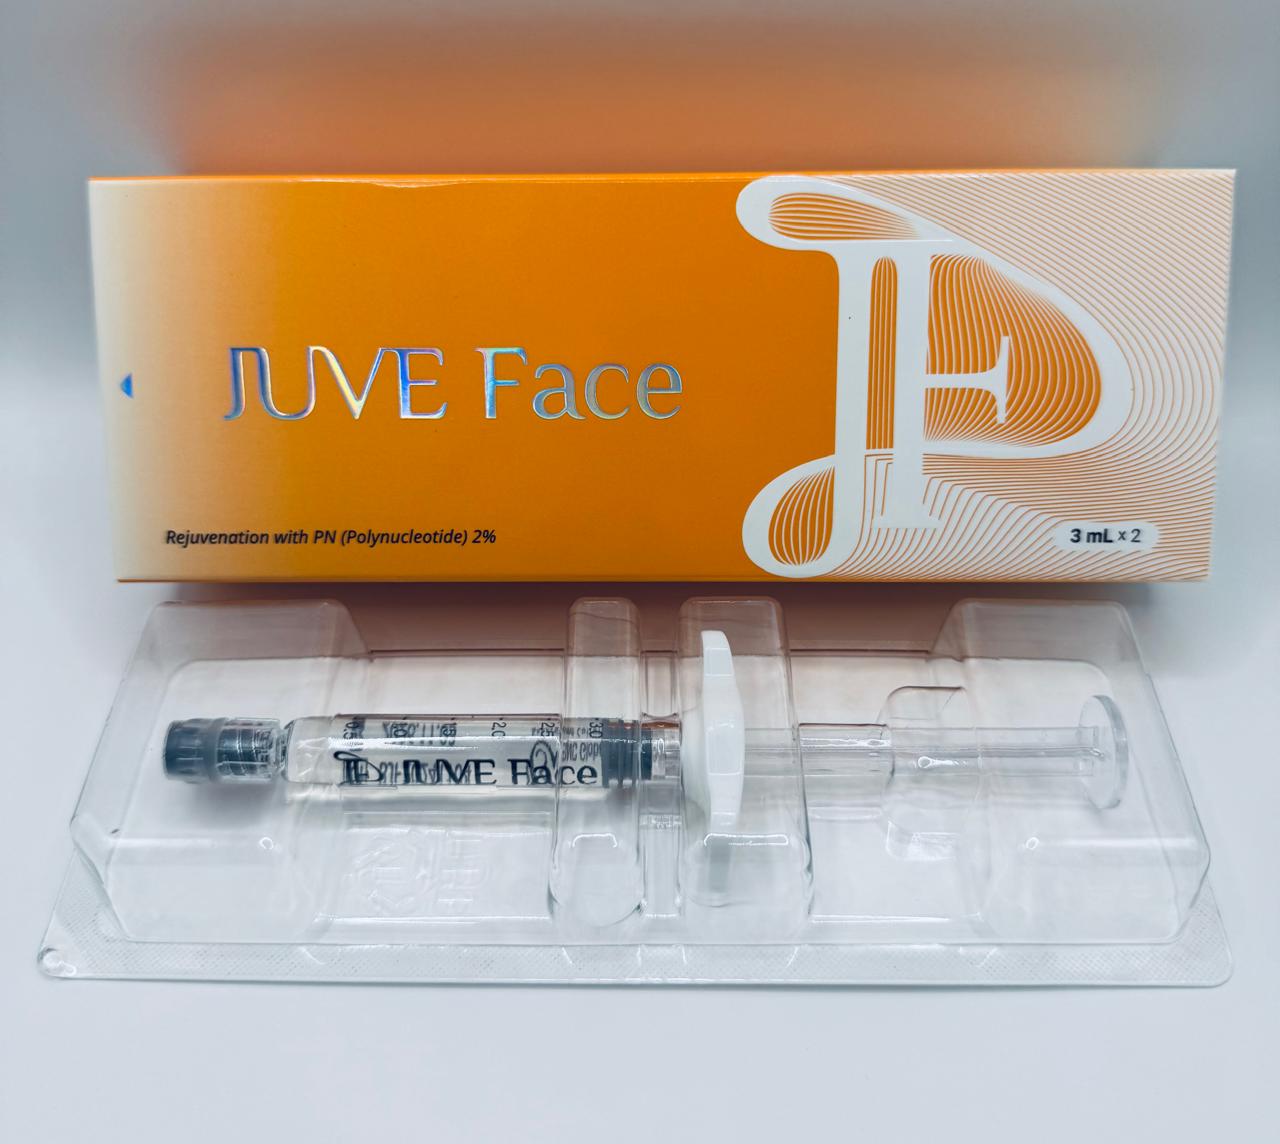 JUVE Face
Rejuvenation with PN (Polynucleotide) 2%
3 mL x 2
JUVE Face